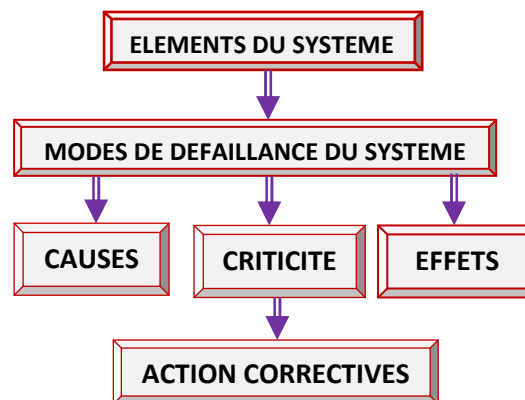 ELEMENTS DU SYSTEME
MODES DE DEFAILLANCE DU SYSTEME
CAUSES
CRITICITE
EFFETS
ACTION CORRECTIVES